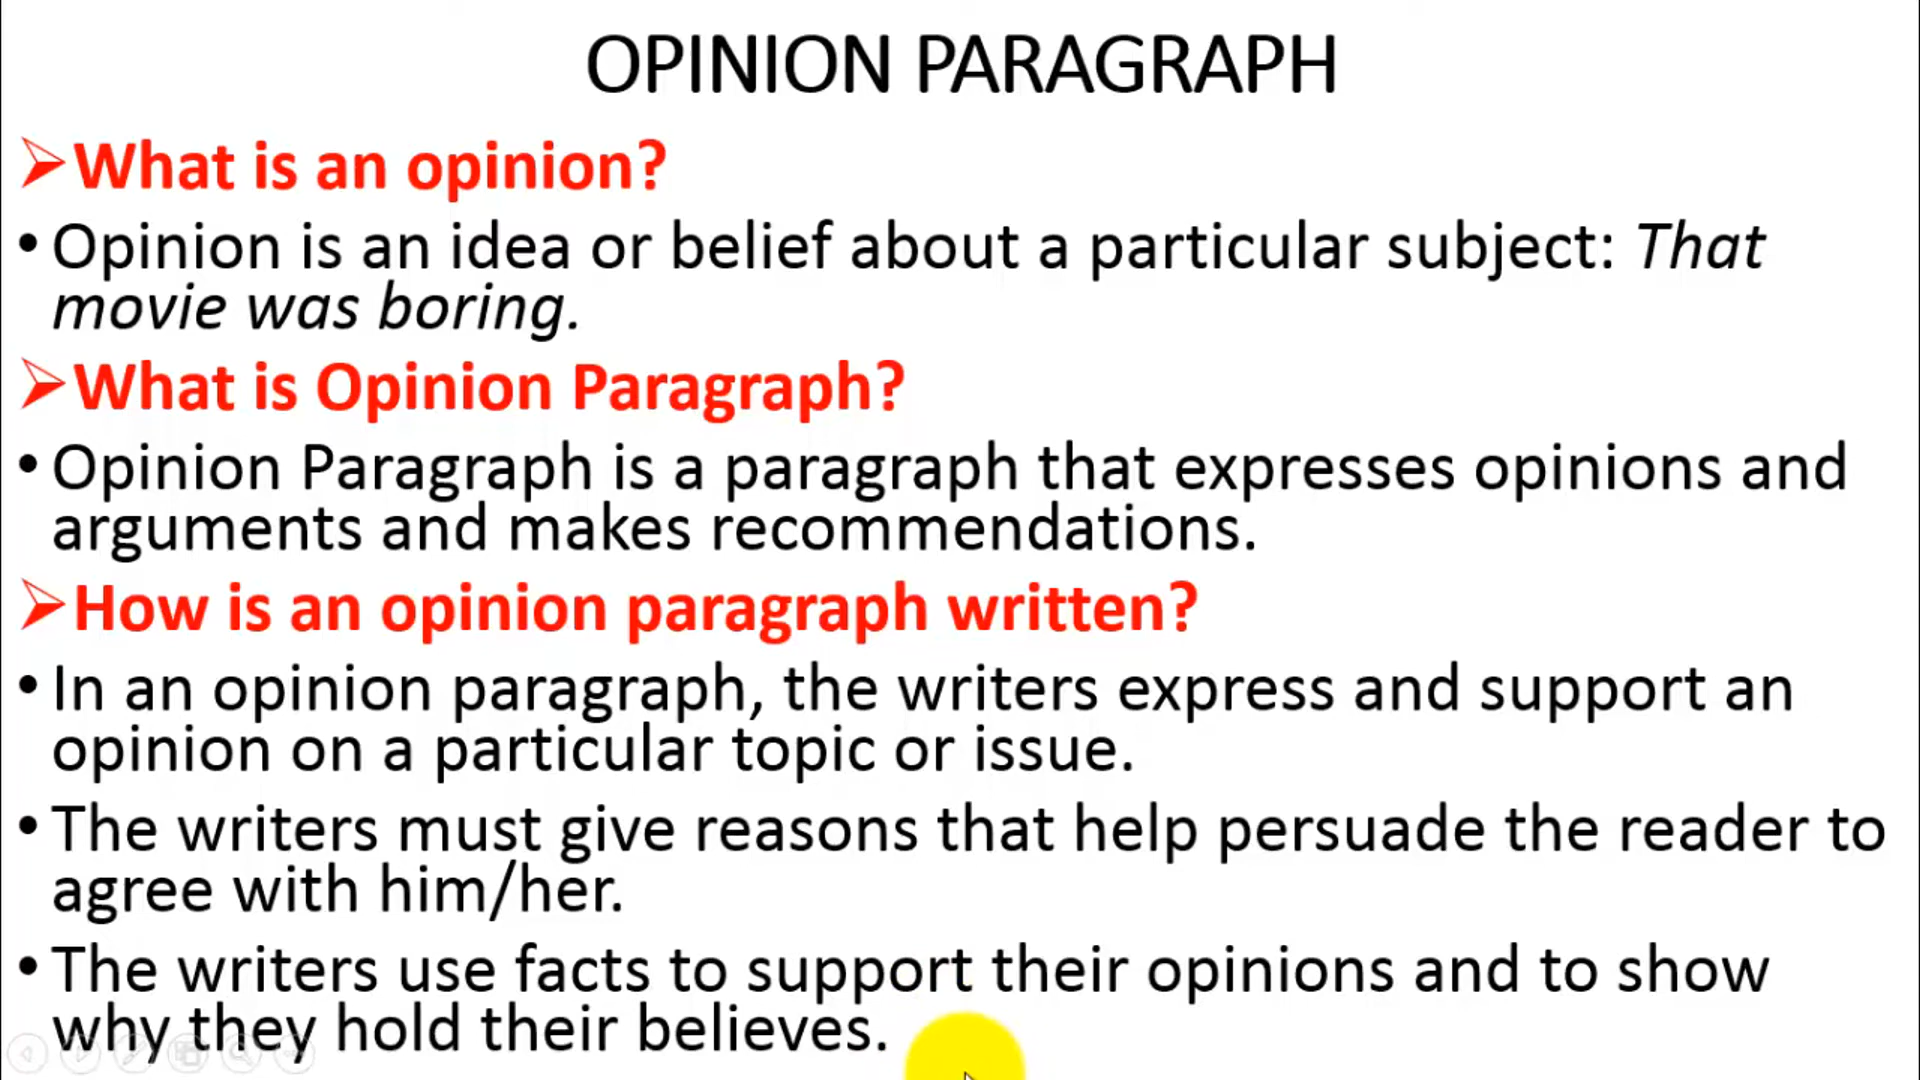 OPINION PARAGRAPH
What is an opinion?
• Opinion is an idea or belief about a particular subject: That
movie was boring.
What is Opinion Paragraph?
• Opinion Paragraph is a paragraph that expresses opinions and
arguments and makes recommendations.
How is an opinion paragraph written?
• In an opinion paragraph, the writers express and support an
opinion on a particular topic or issue.
• The writers must give reasons that help persuade the reader to
agree with him/her.
• The writers use facts to support their opinions and to show
why they hold their believes.